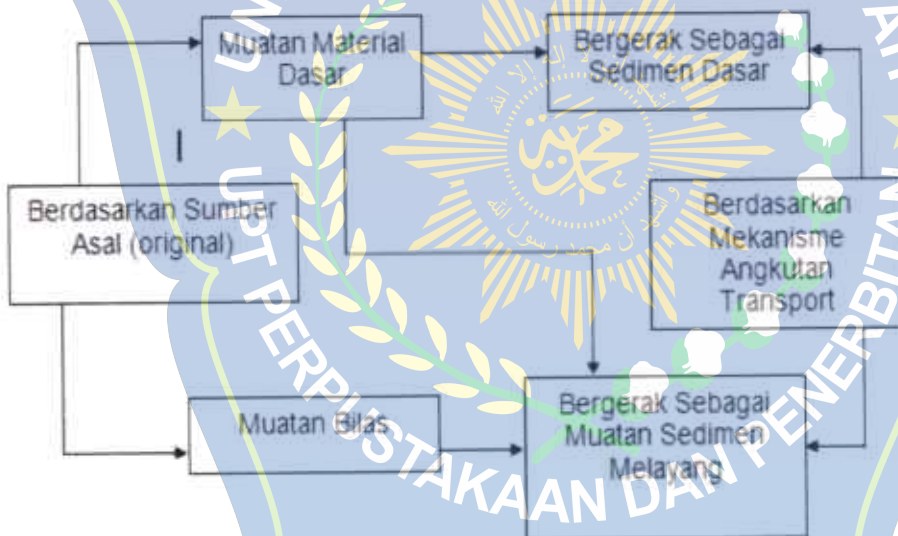 Muatan Material
Dasar
Bergerak Sebagai
Sedimen Dasar
Berdasarkan Sumber
Asal (original)
Berdasarkan
Mekanisme
Angkutan
Transport
Muatan Bilas
Bergerak Sebagai
Muatan Sedimen
Melayang
UPT PERPUSTAKAAN DAN PENERBITAN
محمد